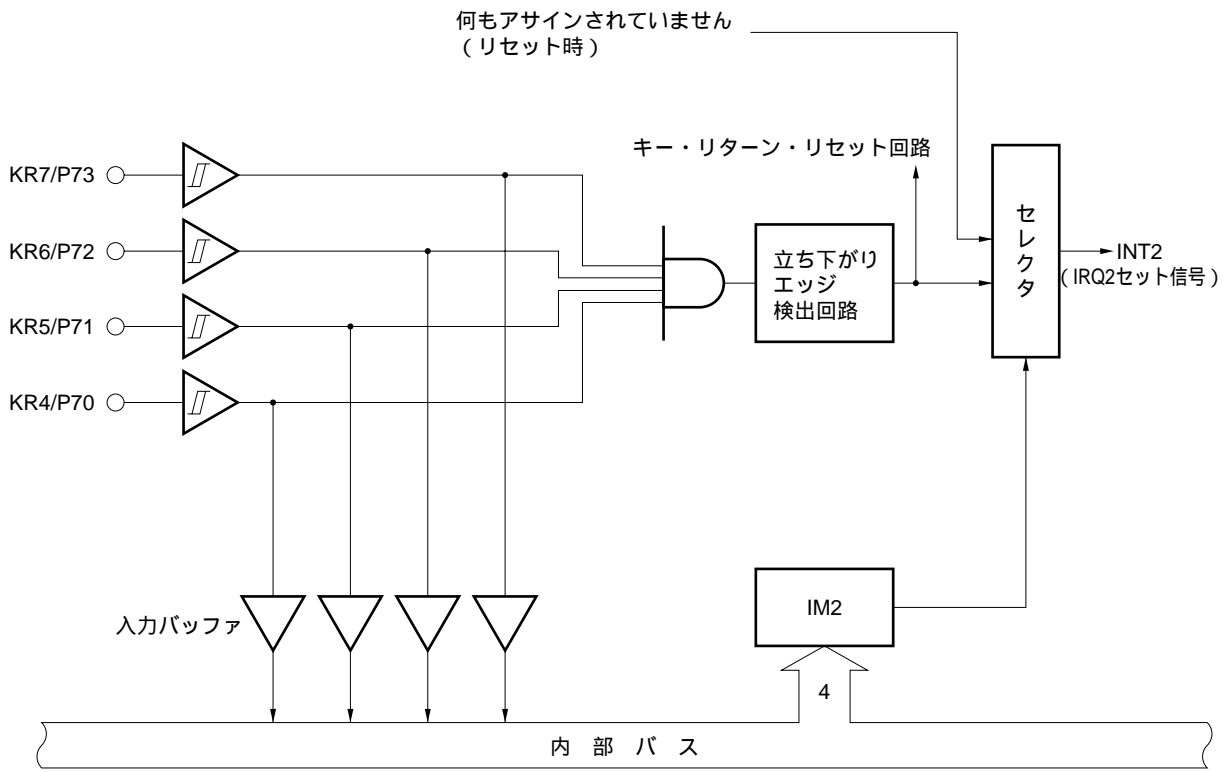 何もアサインされていません
（リセット時）
キー・リターン・リセット回路
KR7/P73
KR6/P72
KR5/P71
KR4/P70
立ち下がり
エッジ
検出回路
セレクタ
INT2
（IRQ2セット信号）
入力バッファ
IM2
4
内部バス